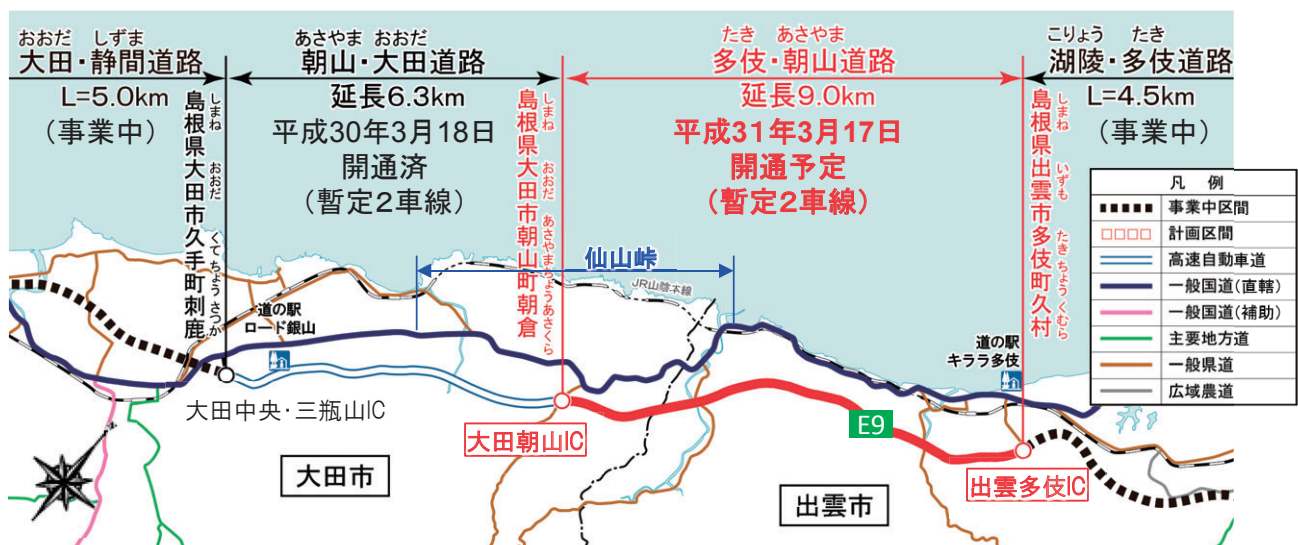 おおだ しずま
大田・静間道路
L=5.0km
(事業中)
あさやま おおだ
朝山・大田道路
延長6.3km
平成30年3月18日
開通済
(暫定2車線)
たき あさやま
多伎・朝山道路
延長9.0km
平成31年3月17日
開通予定
(暫定2車線)
こりょう たき
湖陵・多伎道路
L=4.5km
(事業中)
島根県大田市久手町刺鹿
しまね おおだ くてちょう さつか
島根県大田市朝山町朝倉
しまね おおだ あさやまちょうあさくら
島根県出雲市多伎町久村
しまね いずも たきちょうくむら
凡 例
事業中区間
計画区間
高速自動車道
一般国道(直轄)
一般国道(補助)
主要地方道
一般県道
広域農道
仙山峠
JR山陰本線
道の駅
ロード銀山
道の駅
キララ多伎
大田中央・三瓶山IC
大田朝山IC
E9
出雲多伎IC
大田市
出雲市